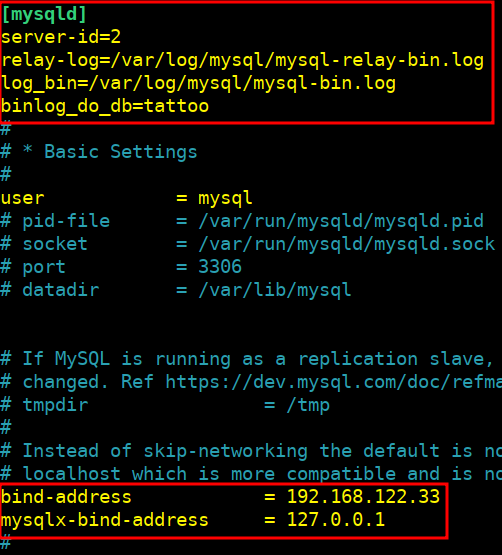 [mysqld]
server-id=2
relay-log=/var/log/mysql/mysql-relay-bin.log
log_bin=/var/log/mysql/mysql-bin.log
binlog_do_db=tattoo
#
# * Basic Settings
#
user            = mysql
# pid-file      = /var/run/mysqld/mysqld.pid
# socket        = /var/run/mysqld/mysqld.sock
# port          = 3306
# datadir       = /var/lib/mysql
# If MySQL is running as a replication slave,
# changed. Ref https://dev.mysql.com/doc/refma
# tmpdir                = /tmp
#
# Instead of skip-networking the default is no
# localhost which is more compatible and is no
bind-address            = 192.168.122.33
mysqlx-bind-address     = 127.0.0.1
#